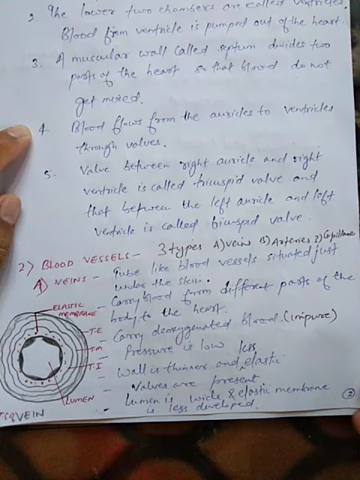 2. The lower two chambers are called ventricles.
Blood from ventricle is pumped out of the heart.
3. A muscular wall called septum divides two
parts of the heart so that blood do not
get mixed.
4. Blood flows from the auricles to ventricles
through valves.
5. Valve between right auricle and right
ventricle is called tricuspid valve and
that between the left auricle and left
ventricle is called bicuspid valve.
2) BLOOD VESSELS - 3 types A) vein B) Arteries
1) VEINS - Tube like blood vessels situated just
under the skin.
- Carry blood from different parts of the
body to the heart.
- Carry deoxygenated blood. (impure)
- Pressure is low
- Wall is thinner and less elastic
- Valves are present
- Lumen is wide & elastic membrane
is less developed.
ELASTIC
MEMBRANE
T.E
T.M
T.I
LUMEN
VEIN